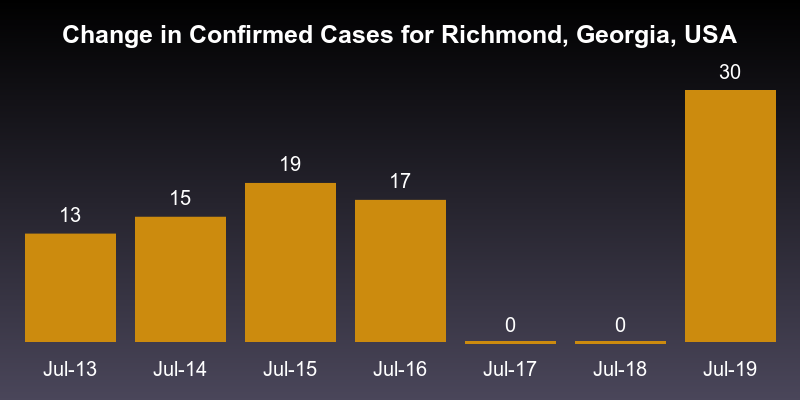 Change in Confirmed Cases for Richmond, Georgia, USA
30
19
17
15
13
0
0
Jul-13
Jul-14
Jul-15
Jul-16
Jul-17
Jul-18
Jul-19